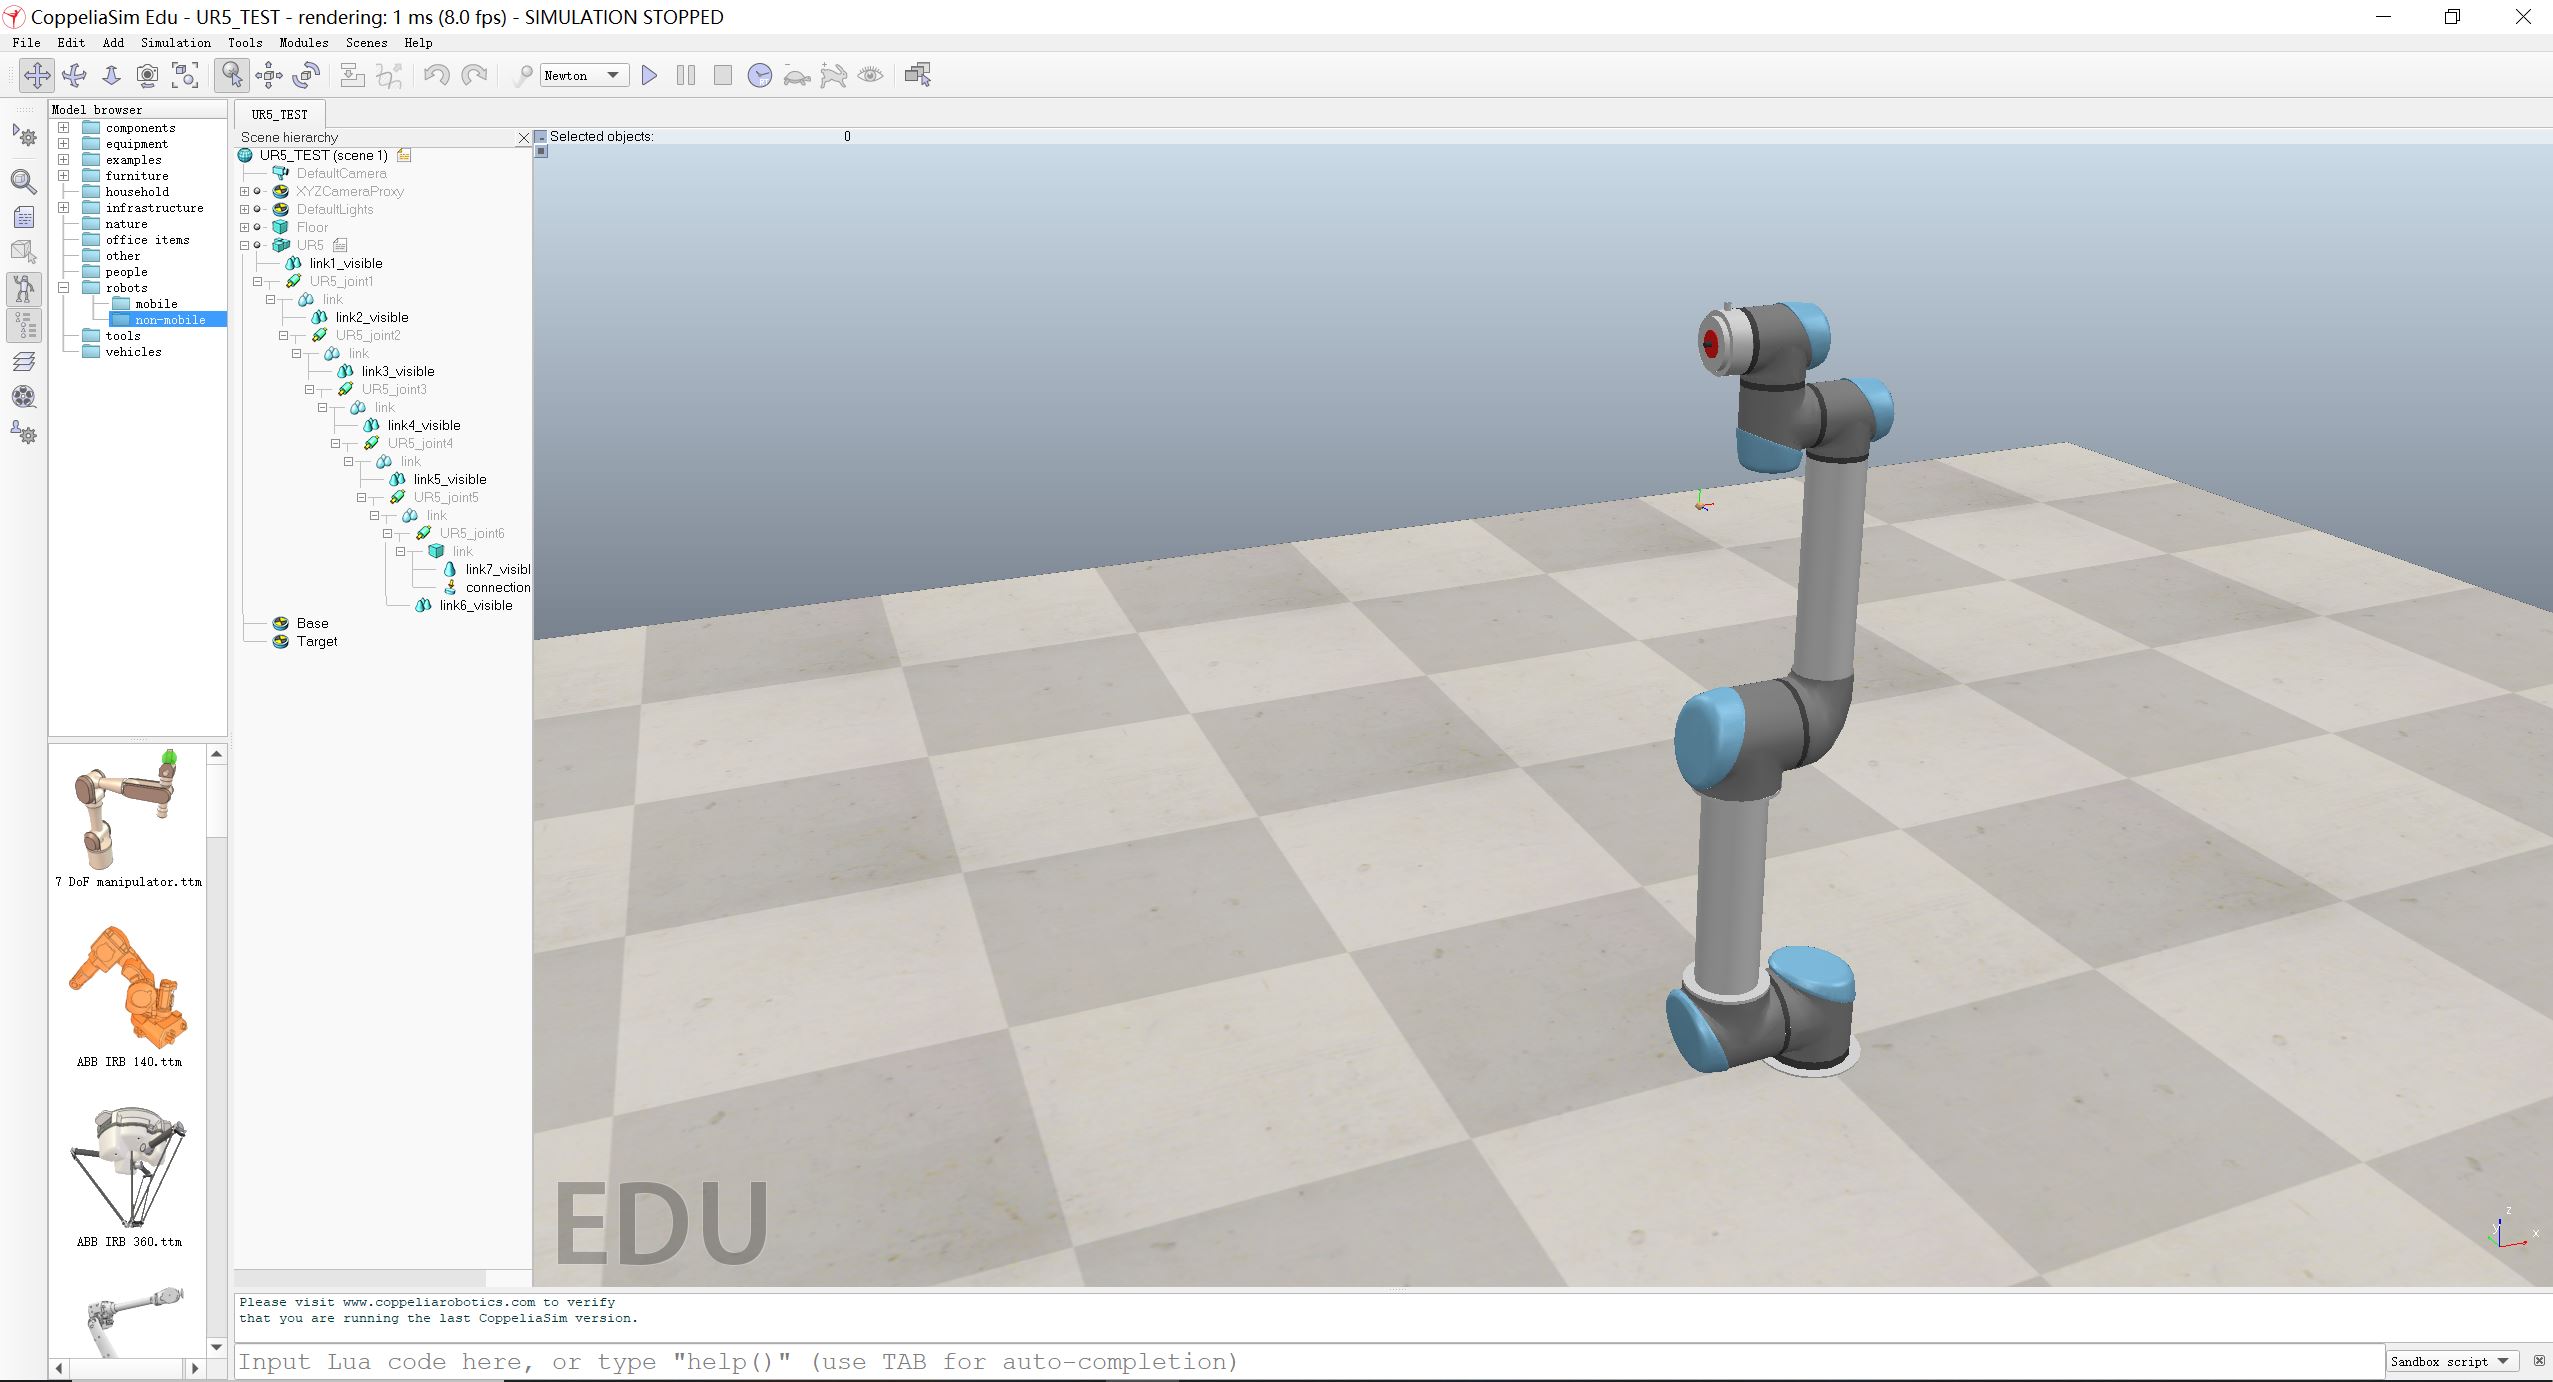 CoppeliaSim Edu - UR5_TEST - rendering: 1 ms (8.0 fps) - SIMULATION STOPPED
File Edit Add Simulation Tools Modules Scenes Help
Newton
Model browser
components
equipment
examples
furniture
household
infrastructure
nature
office items
other
people
robots
mobile
non-mobile
tools
vehicles
7 DoF manipulator.ttm
ABB IRB 140.ttm
ABB IRB 360.ttm
UR5_TEST
Scene hierarchy
UR5_TEST (scene 1)
DefaultCamera
XYZCameraProxy
DefaultLights
Floor
UR5
link1_visible
UR5_joint1
link
link2_visible
UR5_joint2
link
link3_visible
UR5_joint3
link
link4_visible
UR5_joint4
link
link5_visible
UR5_joint5
link
UR5_joint6
link
link7_visibl
connection
link6_visible
Base
Target
Selected objects: 0
EDU
z
y
x
Please visit www.coppeliarobotics.com to verify
that you are running the last CoppeliaSim version.
Input Lua code here, or type "help()" (use TAB for auto-completion)
Sandbox script